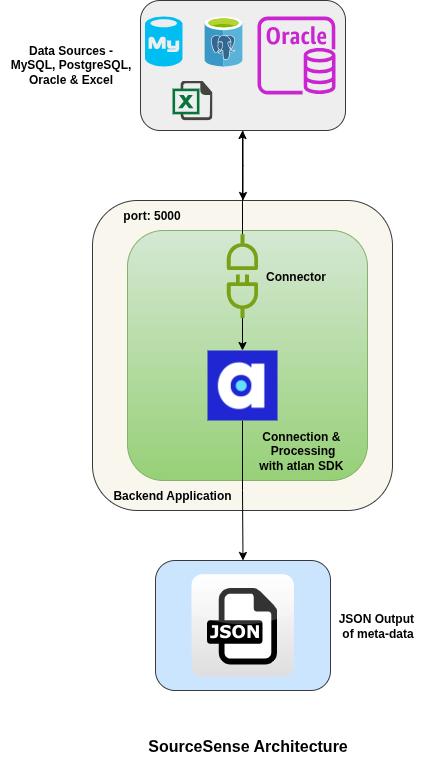 Data Sources -
MySQL, PostgreSQL,
Oracle & Excel
My
Oracle
X
port: 5000
Connector
a
Connection &
Processing
with atlan SDK
Backend Application
JSON
JSON Output
of meta-data
SourceSense Architecture